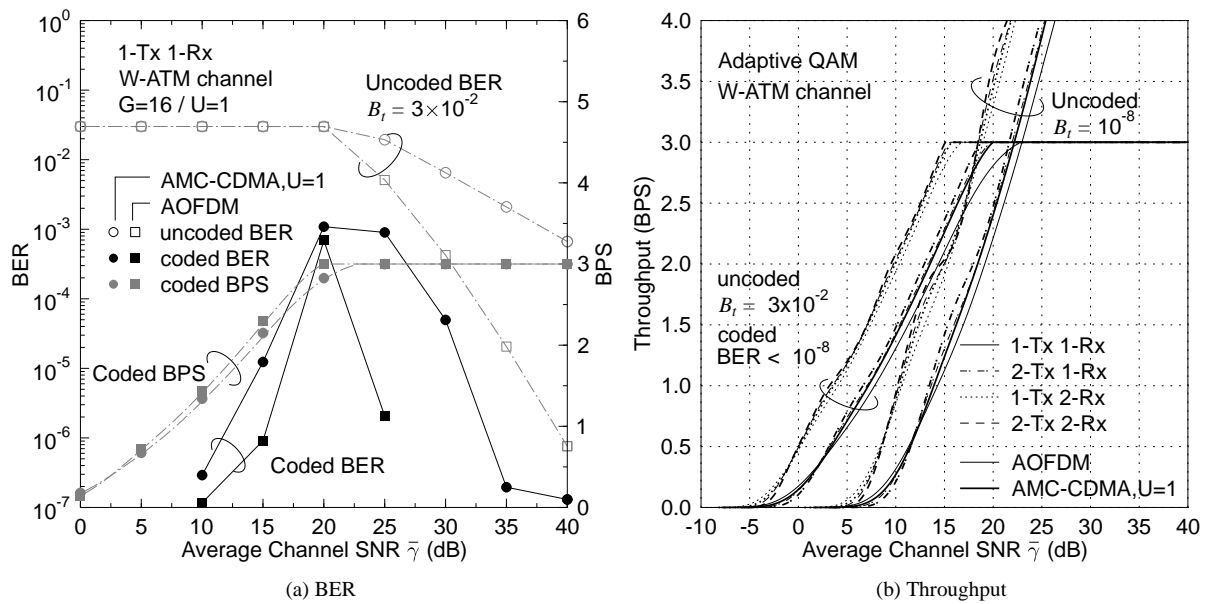 10^0
10^-1
10^-2
10^-3
10^-4
10^-5
10^-6
10^-7
BER
6
5
4
3
2
1
0
BPS
1-Tx 1-Rx
W-ATM channel
G=16 / U=1
Uncoded BER
B_t = 3×10^-2
AMC-CDMA,U=1
AOFDM
uncoded BER
coded BER
coded BPS
Coded BPS
Coded BER
0 5 10 15 20 25 30 35 40
Average Channel SNR γ̄ (dB)
(a) BER
4.0
3.5
3.0
2.5
2.0
1.5
1.0
0.5
0.0
Throughput (BPS)
Adaptive QAM
W-ATM channel
Uncoded
B_t = 10^-8
uncoded
B_t = 3x10^-2
coded
BER < 10^-8
1-Tx 1-Rx
2-Tx 1-Rx
1-Tx 2-Rx
2-Tx 2-Rx
AOFDM
AMC-CDMA,U=1
-10 -5 0 5 10 15 20 25 30 35 40
Average Channel SNR γ̄ (dB)
(b) Throughput